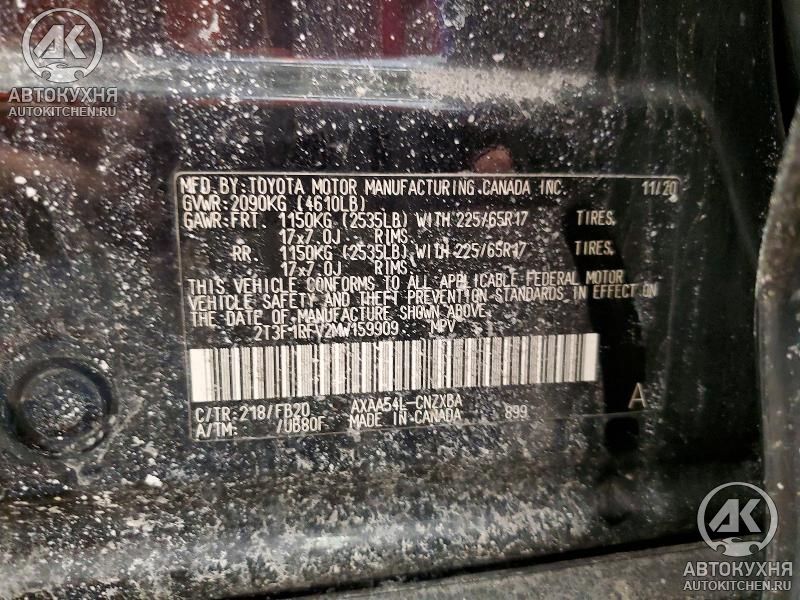 АК
АВТОКУХНЯ
AUTOKITCHEN.RU
MFD. BY: TOYOTA MOTOR MANUFACTURING. CANADA INC. 11/20
GVWR: 2090KG (4610LB)
GAWR: FRT. 1150KG (2535LB) WITH 225/65R17 TIRES.
17x7.0J RIMS.
RR. 1150KG (2535LB) WITH 225/65R17 TIRES.
17x7.0J RIMS.
THIS VEHICLE CONFORMS TO ALL APPLICABLE FEDERAL MOTOR
VEHICLE SAFETY AND THEFT PREVENTION STANDARDS IN EFFECT ON
THE DATE OF MANUFACTURE SHOWN ABOVE.
2T3F1RFV2MW159909 MPV
C/TR: 218/FB20 AXAA54L-CNZXBA A
A/TM: /UB80F MADE IN CANADA 899
АК
АВТОКУХНЯ
AUTOKITCHEN.RU